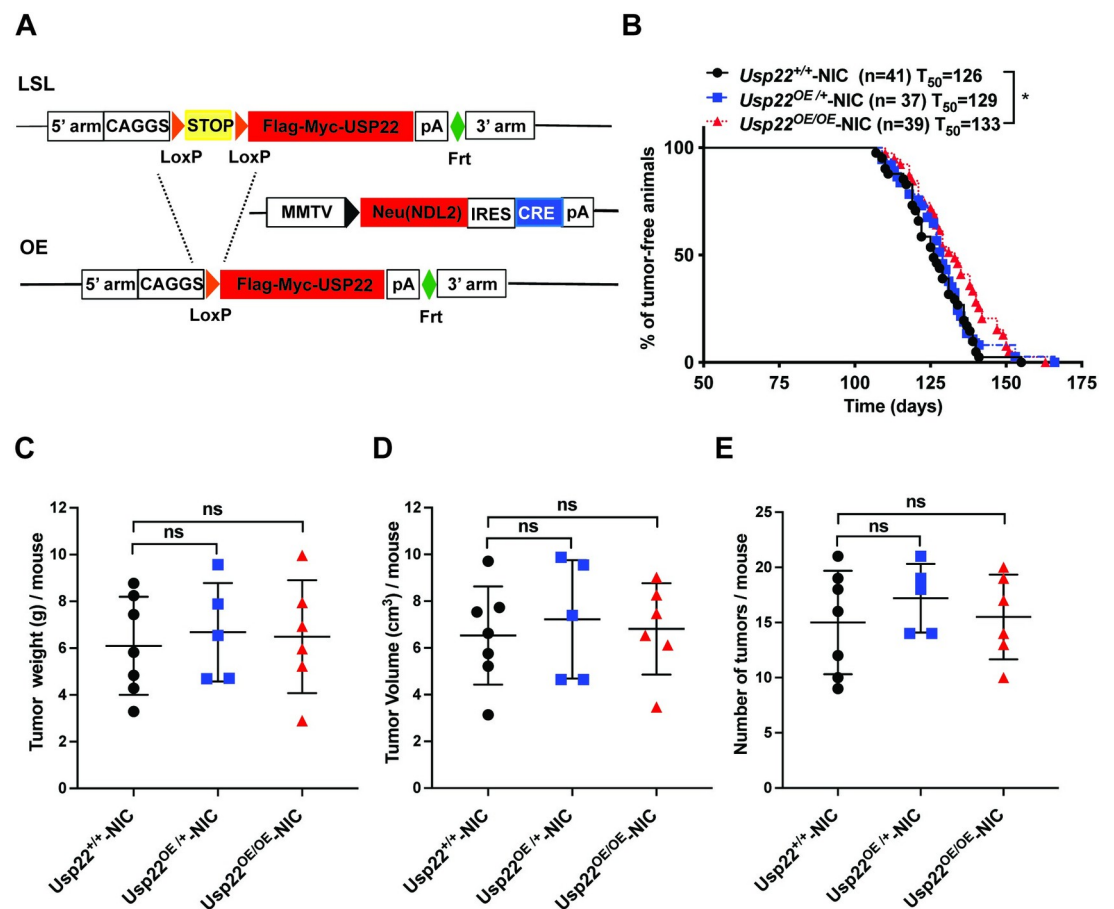 A
LSL
5' arm CAGGS STOP Flag-Myc-USP22 pA 3' arm
LoxP LoxP Frt
MMTV Neu(NDL2) IRES CRE pA
OE
5' arm CAGGS Flag-Myc-USP22 pA 3' arm
LoxP Frt
B
Usp22+/+-NIC (n=41) T50=126
Usp22OE /+-NIC (n= 37) T50=129
Usp22OE/OE-NIC (n=39) T50=133
*
% of tumor-free animals
100
50
0
50 75 100 125 150 175
Time (days)
C
Tumor weight (g) / mouse
12
10
8
6
4
2
0
ns
ns
Usp22+/+-NIC
Usp22OE /+-NIC
Usp22OE/OE-NIC
D
Tumor Volume (cm3) / mouse
12
10
8
6
4
2
0
ns
ns
Usp22+/+-NIC
Usp22OE /+-NIC
Usp22OE/OE-NIC
E
Number of tumors / mouse
25
20
15
10
5
0
ns
ns
Usp22+/+-NIC
Usp22OE /+-NIC
Usp22OE/OE-NIC